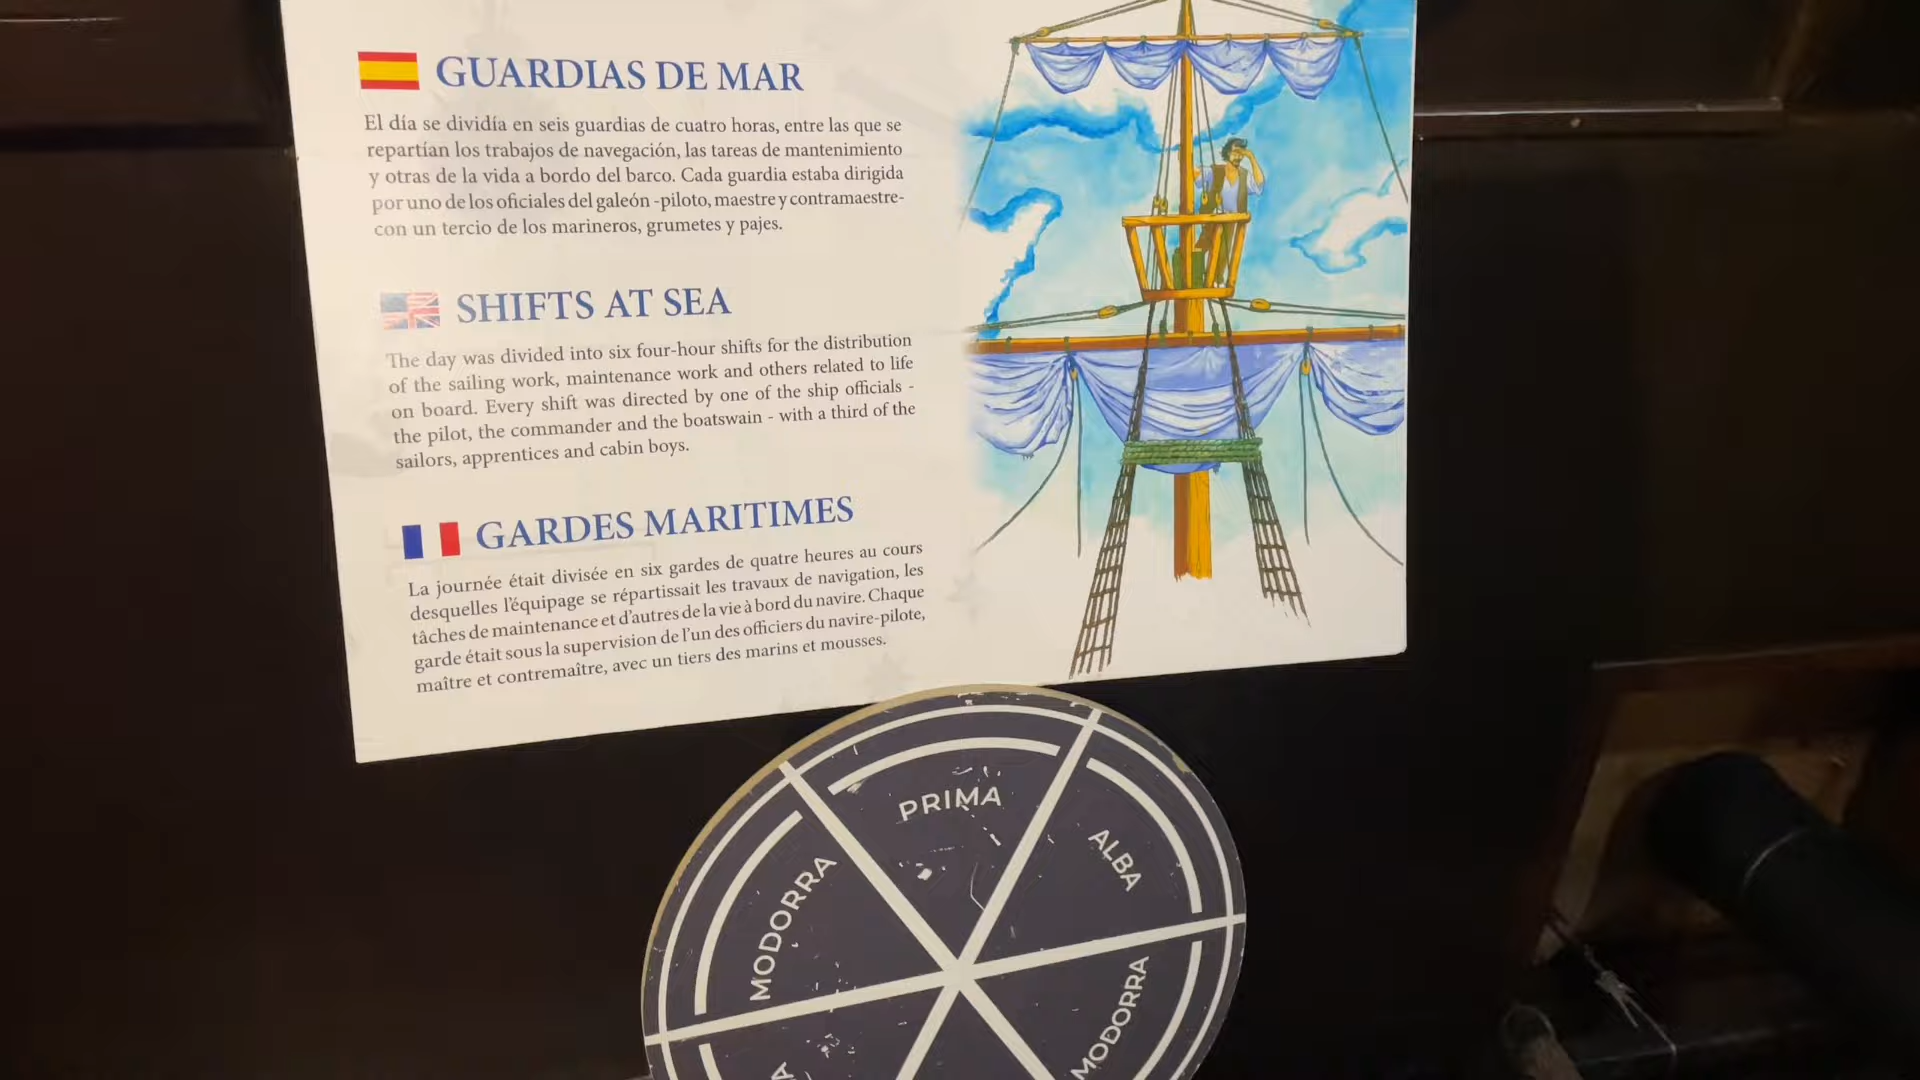 GUARDIAS DE MAR
El día se dividía en seis guardias de cuatro horas, entre las que se
repartían los trabajos de navegación, las tareas de mantenimiento
y otras de la vida a bordo del barco. Cada guardia estaba dirigida
por uno de los oficiales del galeón -piloto, maestre y contramaestre-
con un tercio de los marineros, grumetes y pajes.
SHIFTS AT SEA
The day was divided into six four-hour shifts for the distribution
of the sailing work, maintenance work and others related to life
on board. Every shift was directed by one of the ship officials -
the pilot, the commander and the boatswain - with a third of the
sailors, apprentices and cabin boys.
GARDES MARITIMES
La journée était divisée en six gardes de quatre heures au cours
desquelles l'équipage se répartissait les travaux de navigation, les
tâches de maintenance et d'autres de la vie à bord du navire. Chaque
garde était sous la supervision de l'un des officiers du navire-pilote,
maître et contremaître, avec un tiers des marins et mousses.
PRIMA
ALBA
MODORRA
MODORRA